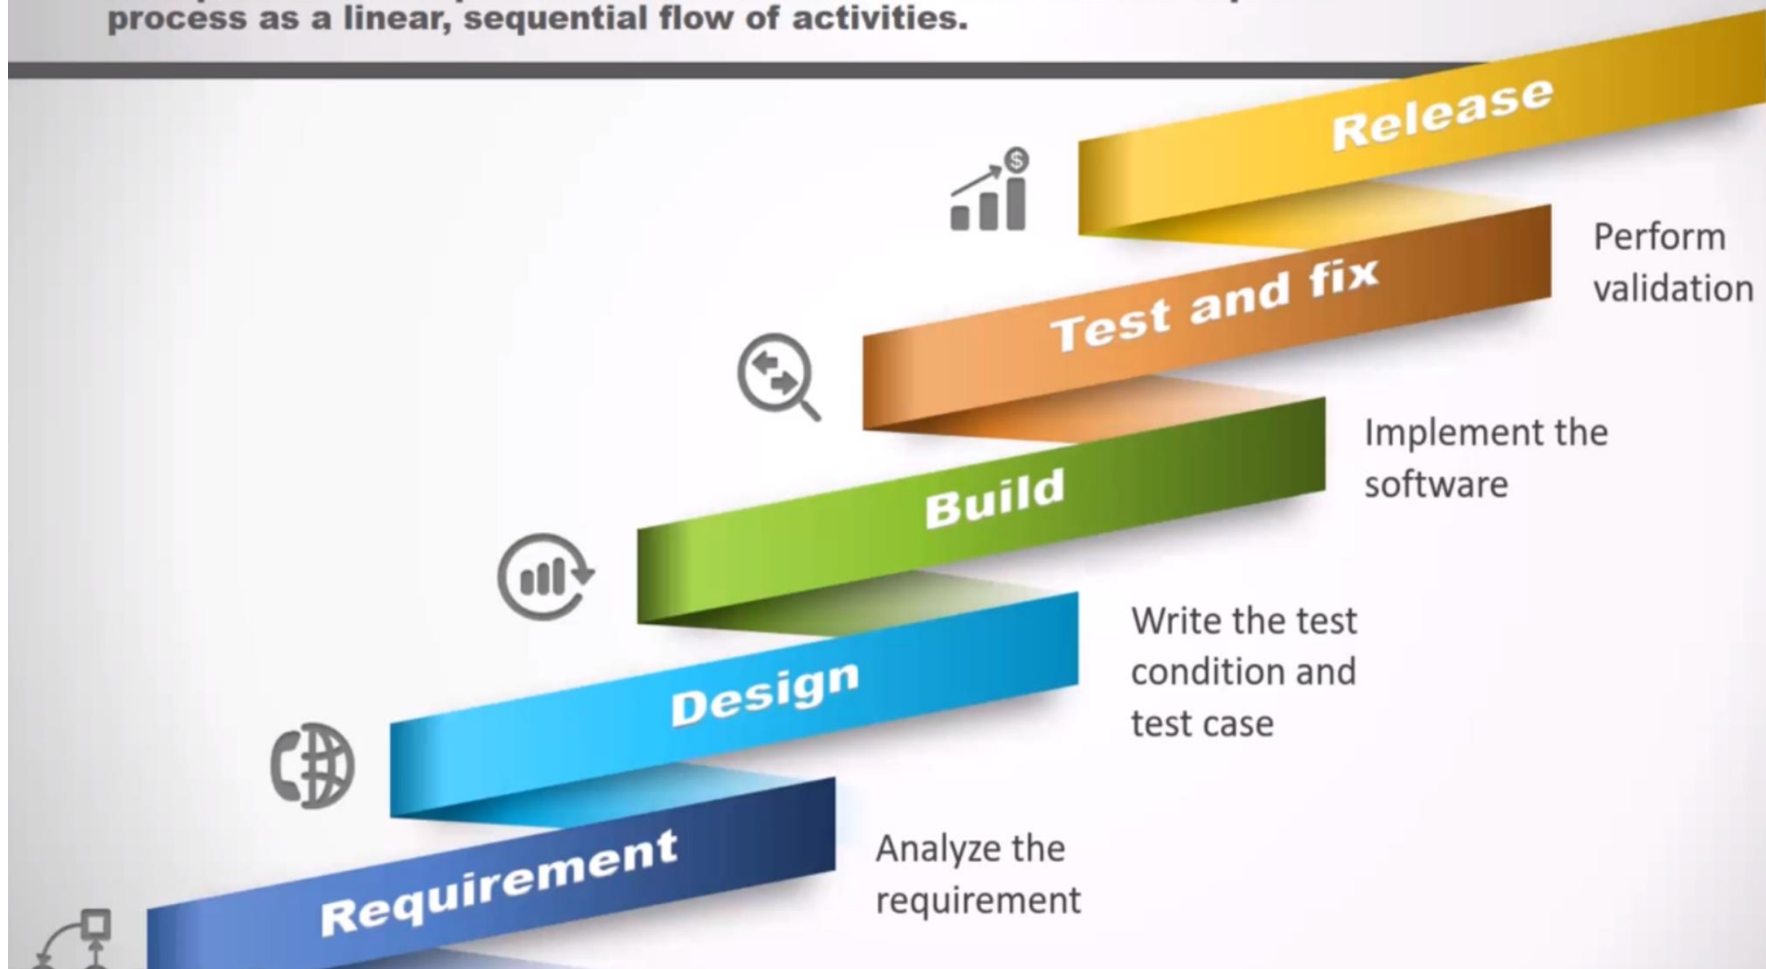 process as a linear, sequential flow of activities.
Release
Perform
validation
Test and fix
Implement the
software
Build
Write the test
condition and
test case
Design
Analyze the
requirement
Requirement
$